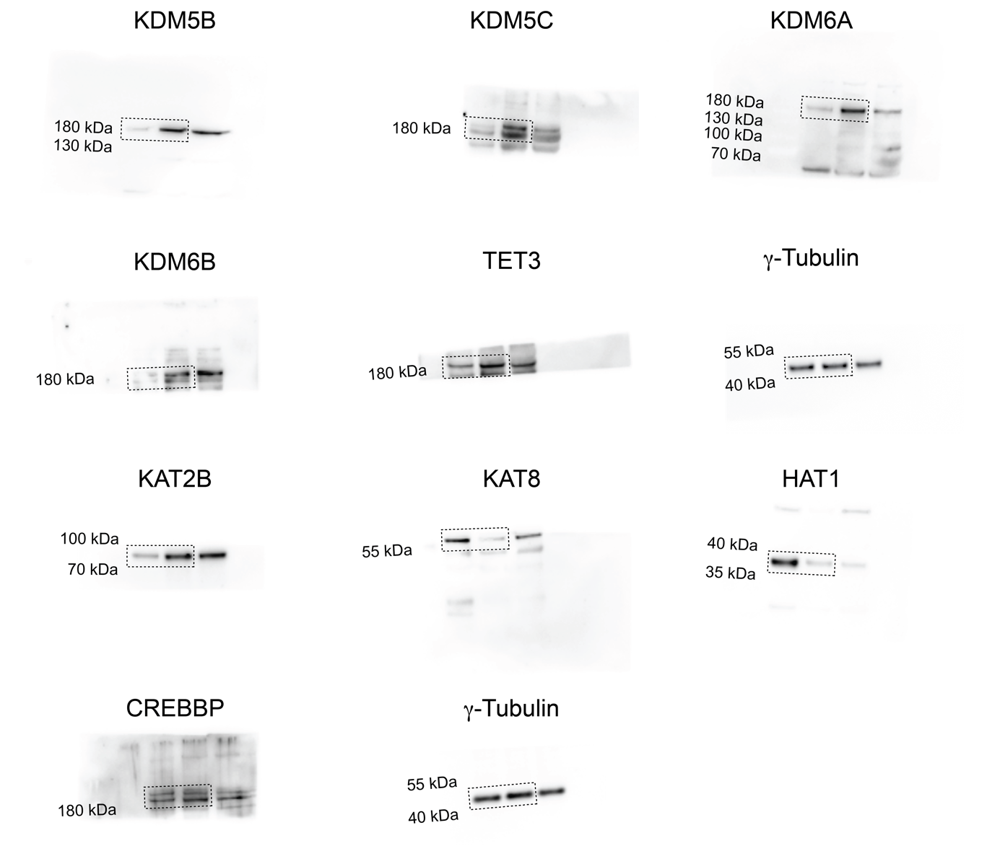 KDM5B
KDM5C
KDM6A
180 kDa
130 kDa
180 kDa
180 kDa
130 kDa
100 kDa
70 kDa
KDM6B
TET3
γ-Tubulin
180 kDa
180 kDa
55 kDa
40 kDa
KAT2B
KAT8
HAT1
100 kDa
70 kDa
55 kDa
40 kDa
35 kDa
CREBBP
γ-Tubulin
180 kDa
55 kDa
40 kDa